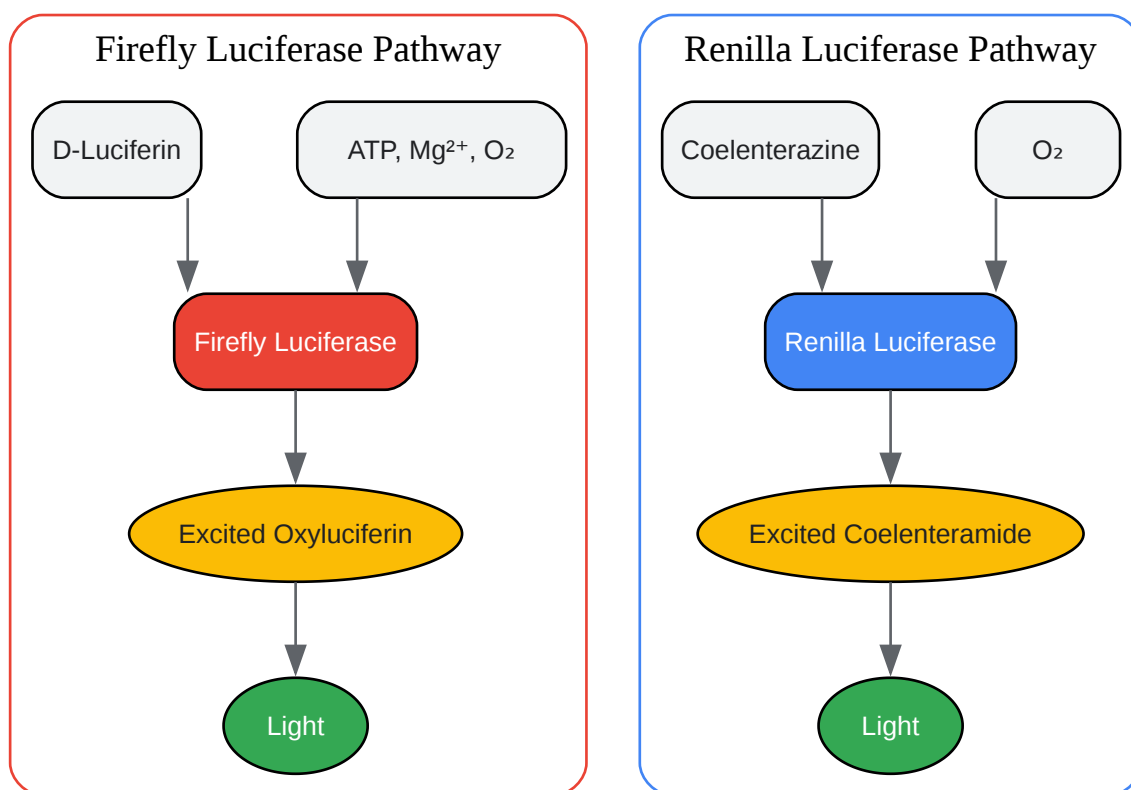 Firefly Luciferase Pathway
D-Luciferin
ATP, Mg²⁺, O₂
Firefly Luciferase
Excited Oxyluciferin
Light
Renilla Luciferase Pathway
Coelenterazine
O₂
Renilla Luciferase
Excited Coelenteramide
Light